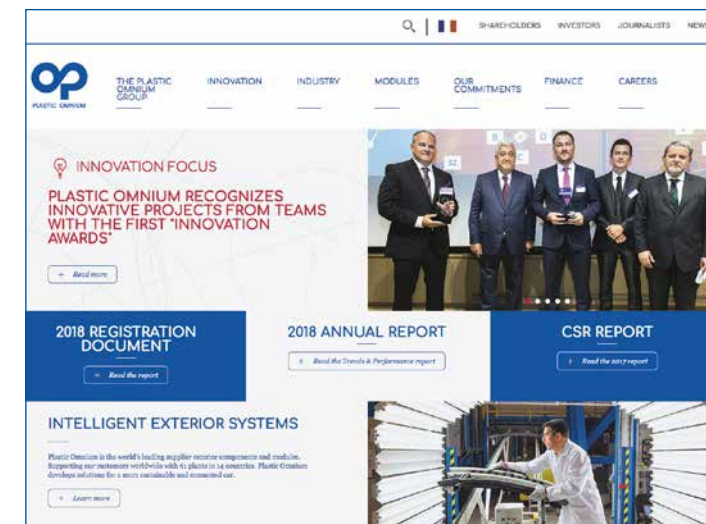 SHAREHOLDERS INVESTORS JOURNALISTS NEWS
OP
PLASTIC OMNIUM
THE PLASTIC
OMNIUM
GROUP
INNOVATION
INDUSTRY
MODULES
OUR
COMMITMENTS
FINANCE
CAREERS
INNOVATION FOCUS
PLASTIC OMNIUM RECOGNIZES
INNOVATIVE PROJECTS FROM TEAMS
WITH THE FIRST "INNOVATION
AWARDS"
+ Read more
2018 REGISTRATION
DOCUMENT
+ Read the report
2018 ANNUAL REPORT
+ Read the Trends & Performance report
CSR REPORT
+ Read the 2017 report
INTELLIGENT EXTERIOR SYSTEMS
Plastic Omnium is the world's leading supplier exterior components and modules.
Supporting our customers worldwide with 61 plants in 14 countries. Plastic Omnium
develops solutions for a more sustainable and connected car.
+ Learn more